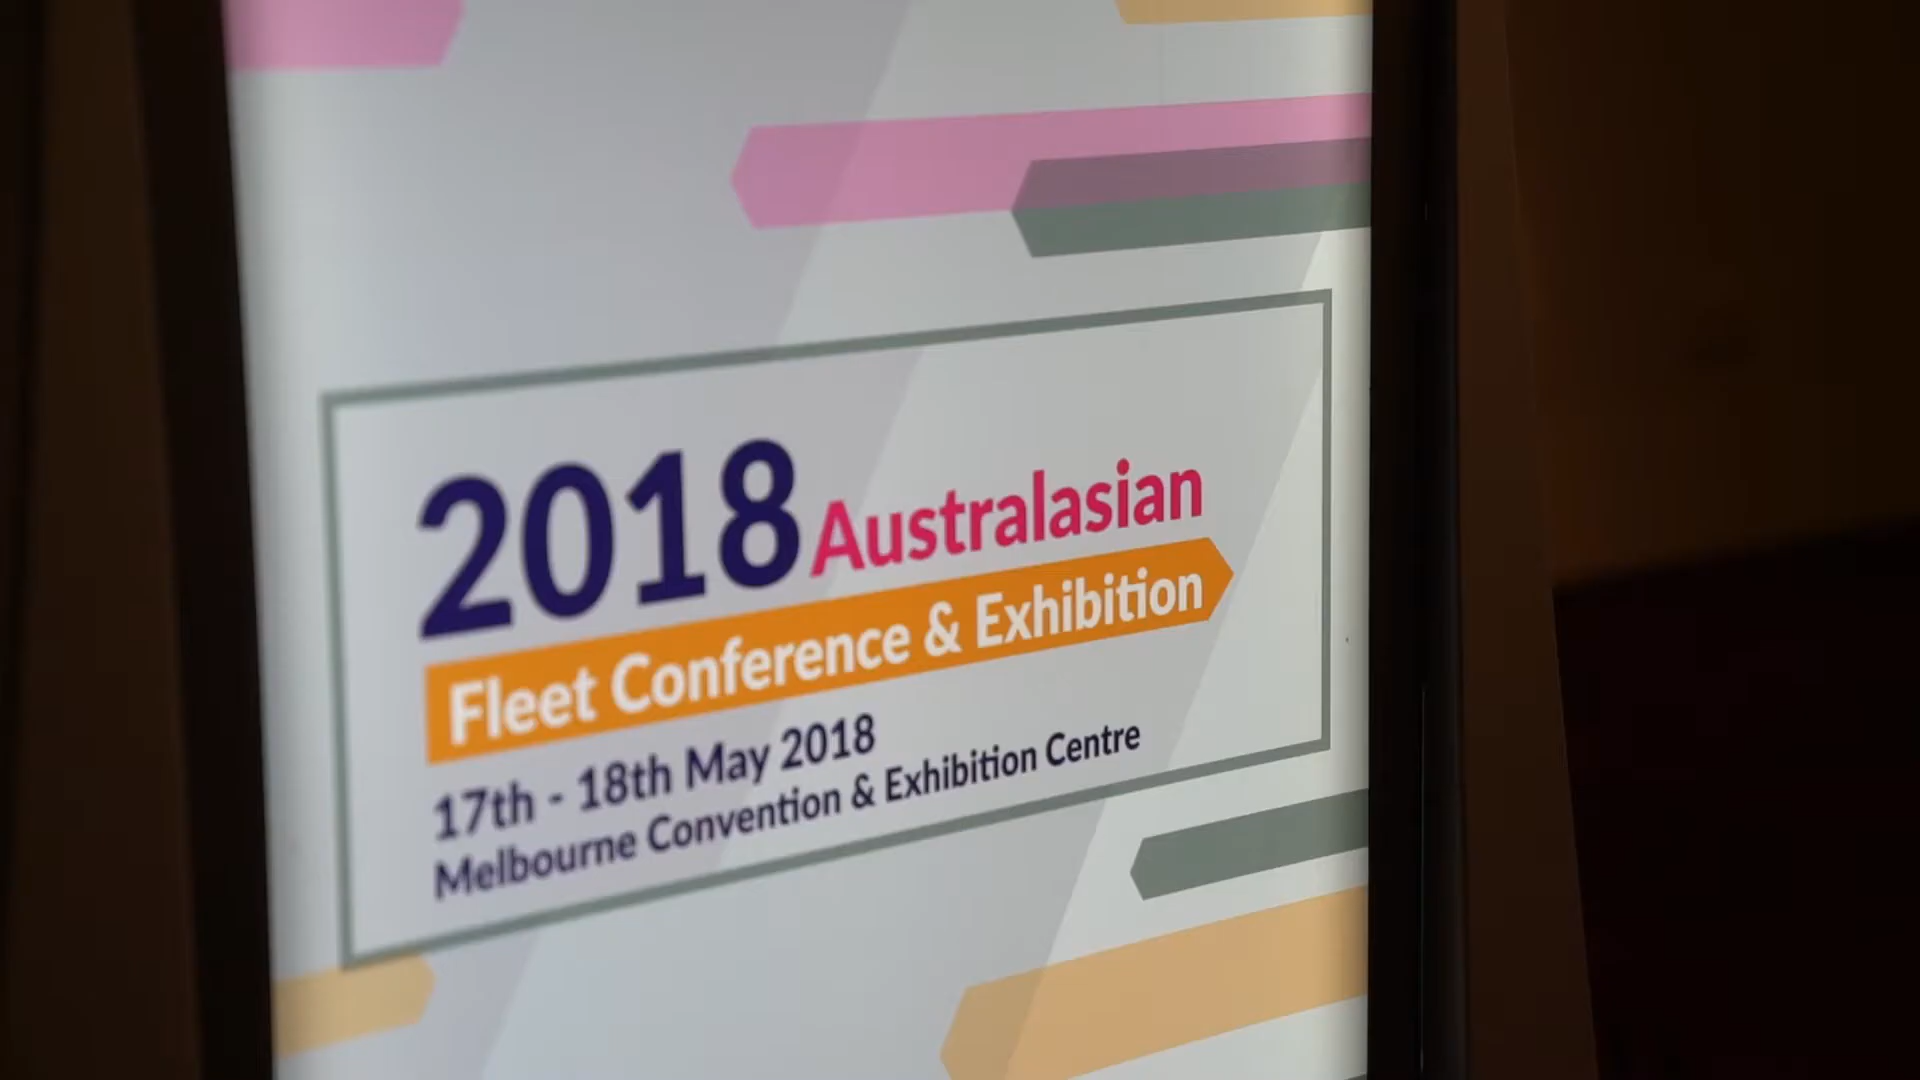 2018 Australasian
Fleet Conference & Exhibition
17th - 18th May 2018
Melbourne Convention & Exhibition Centre